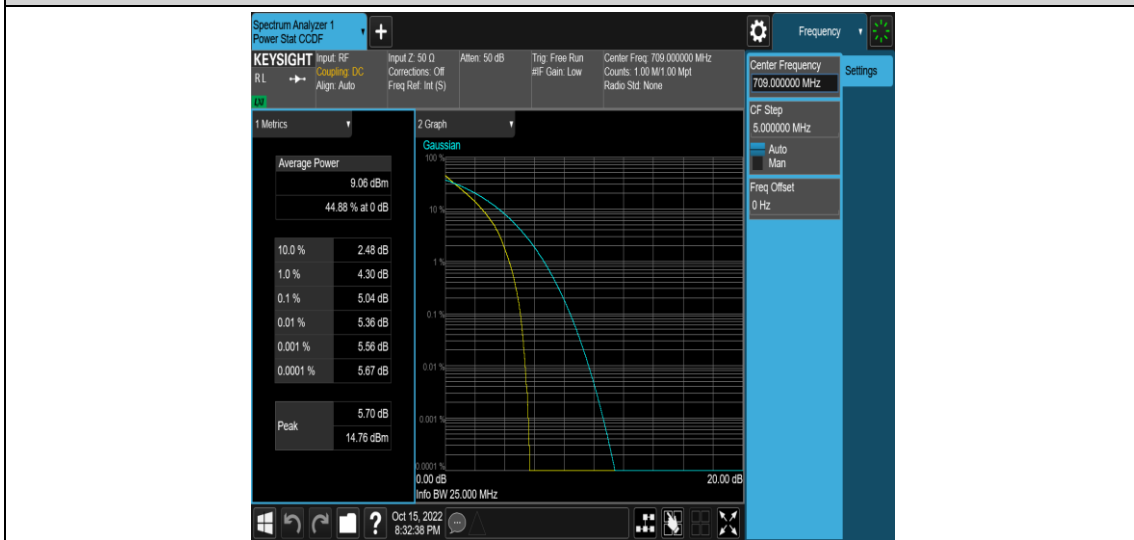 Spectrum Analyzer 1
Power Stat CCDF
▼
+
Frequency ▼
KEYSIGHT
RL
LXI
Input: RF
Coupling: DC
Align: Auto
Input Z: 50 Ω
Corrections: Off
Freq Ref: Int (S)
Atten: 50 dB
Trig: Free Run
#IF Gain: Low
Center Freq: 709.000000 MHz
Counts: 1.00 M/1.00 Mpt
Radio Std: None
Center Frequency
709.000000 MHz
Settings
CF Step
5.000000 MHz
Auto
Man
Freq Offset
0 Hz
1 Metrics ▼
Average Power
9.06 dBm
44.88 % at 0 dB
10.0 % 2.48 dB
1.0 % 4.30 dB
0.1 % 5.04 dB
0.01 % 5.36 dB
0.001 % 5.56 dB
0.0001 % 5.67 dB
Peak 5.70 dB
14.76 dBm
2 Graph ▼
Gaussian
100 %
10 %
1 %
0.1 %
0.01 %
0.001 %
0.0001 %
0.00 dB 20.00 dB
Info BW 25.000 MHz
?
Oct 15, 2022
8:32:38 PM